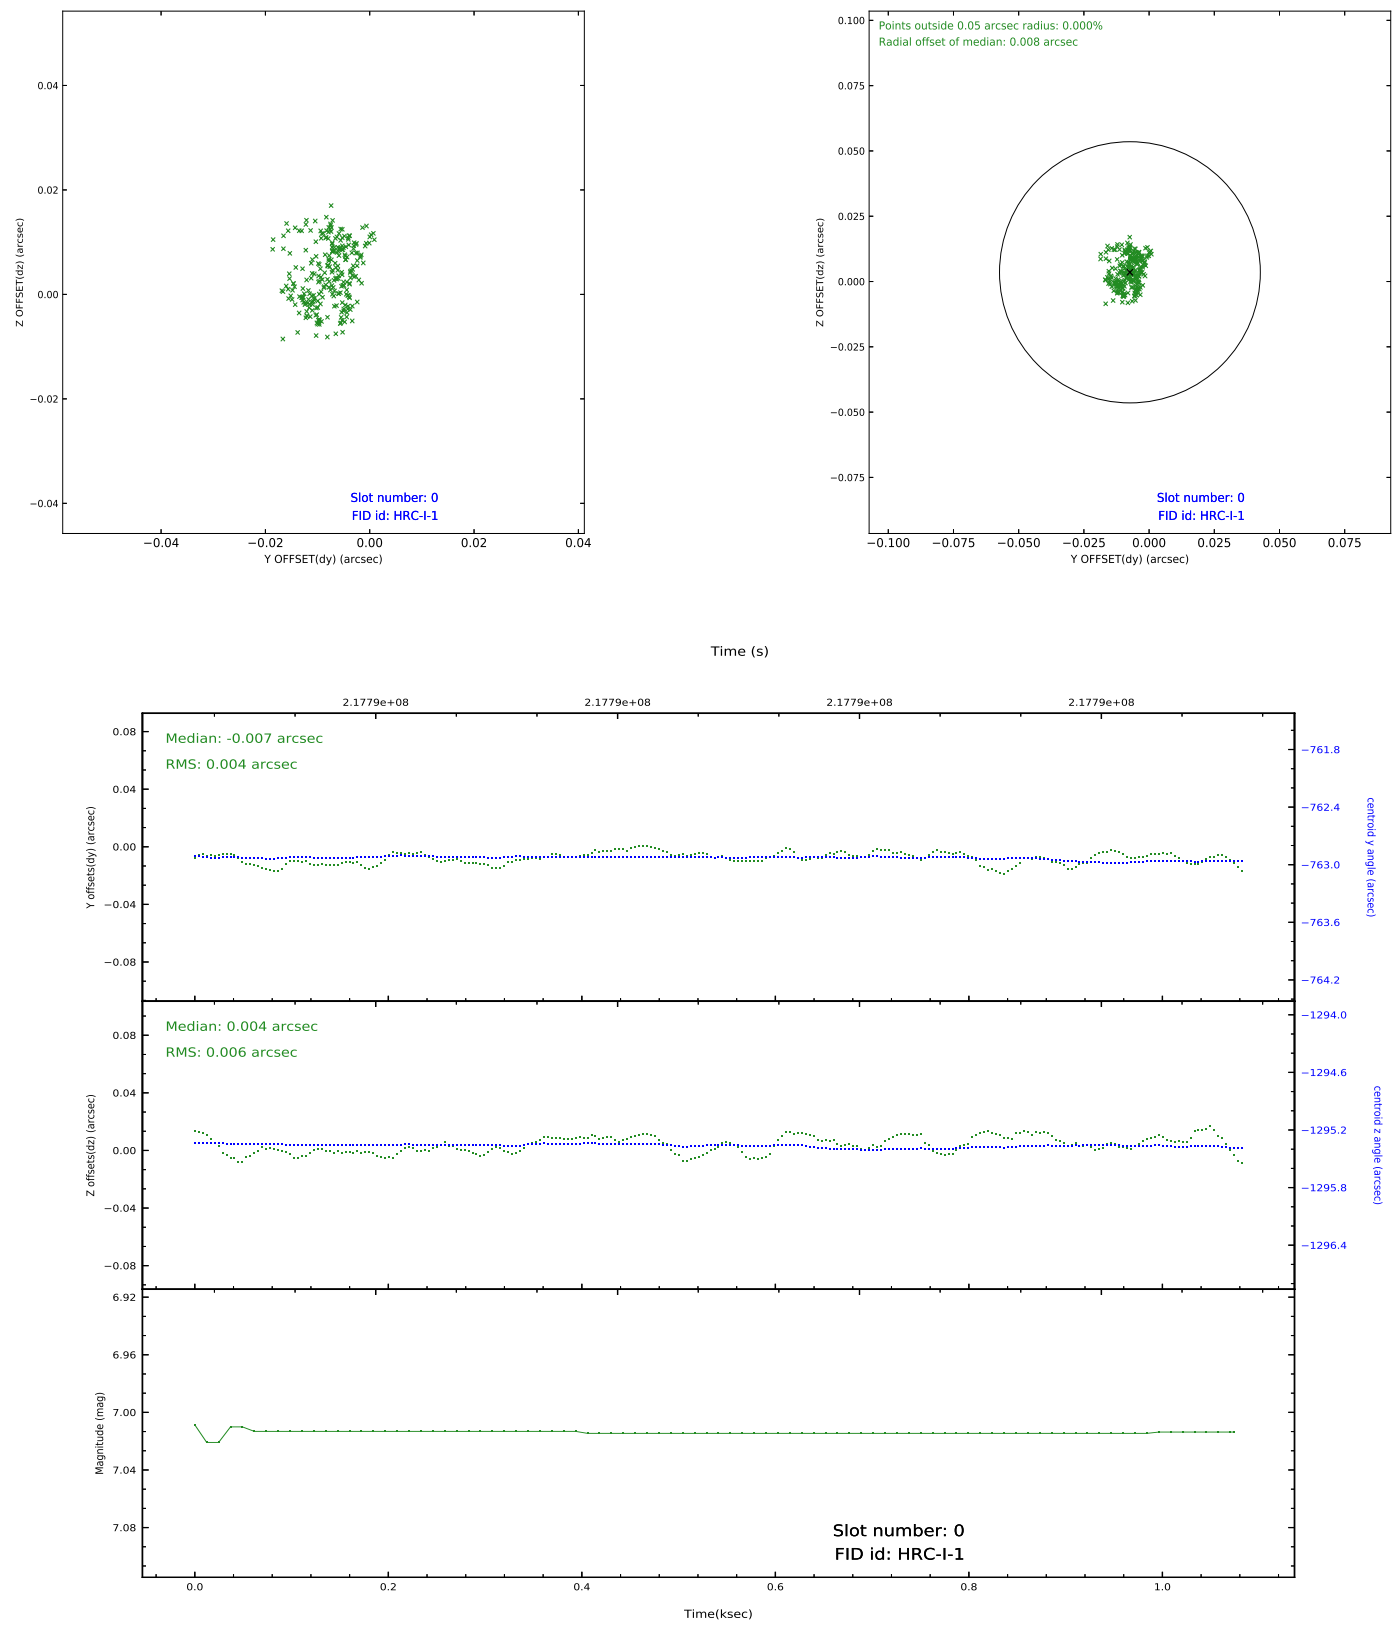 0.04
0.02
0.00
−0.02
−0.04
Z OFFSET(dz) (arcsec)
Slot number: 0
FID id: HRC-I-1
−0.04 −0.02 0.00 0.02 0.04
Y OFFSET(dy) (arcsec)
Points outside 0.05 arcsec radius: 0.000%
Radial offset of median: 0.008 arcsec
0.100
0.075
0.050
0.025
0.000
−0.025
−0.050
−0.075
Z OFFSET(dz) (arcsec)
Slot number: 0
FID id: HRC-I-1
−0.100 −0.075 −0.050 −0.025 0.000 0.025 0.050 0.075
Y OFFSET(dy) (arcsec)
Time (s)
2.1779e+08 2.1779e+08 2.1779e+08 2.1779e+08
Median: -0.007 arcsec
RMS: 0.004 arcsec
0.08
0.04
0.00
−0.04
−0.08
Y offsets(dy) (arcsec)
−761.8
−762.4
−763.0
−763.6
−764.2
centroid y angle (arcsec)
Median: 0.004 arcsec
RMS: 0.006 arcsec
0.08
0.04
0.00
−0.04
−0.08
Z offsets(dz) (arcsec)
−1294.0
−1294.6
−1295.2
−1295.8
−1296.4
centroid z angle (arcsec)
6.92
6.96
7.00
7.04
7.08
Magnitude (mag)
Slot number: 0
FID id: HRC-I-1
0.0 0.2 0.4 0.6 0.8 1.0
Time(ksec)